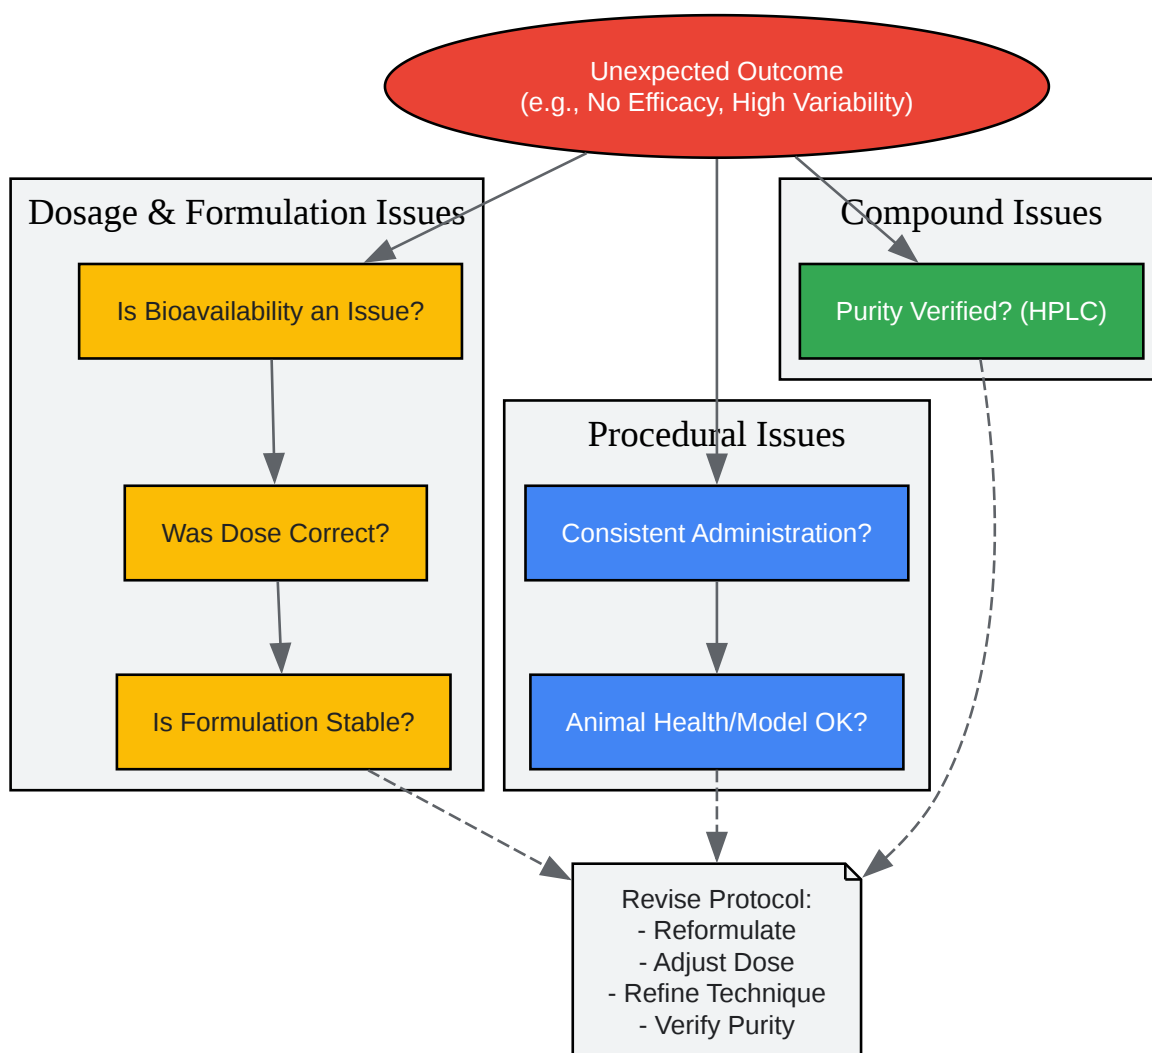 Unexpected Outcome
(e.g., No Efficacy, High Variability)
Dosage & Formulation Issues
Is Bioavailability an Issue?
Was Dose Correct?
Is Formulation Stable?
Procedural Issues
Consistent Administration?
Animal Health/Model OK?
Compound Issues
Purity Verified? (HPLC)
Revise Protocol:
- Reformulate
- Adjust Dose
- Refine Technique
- Verify Purity